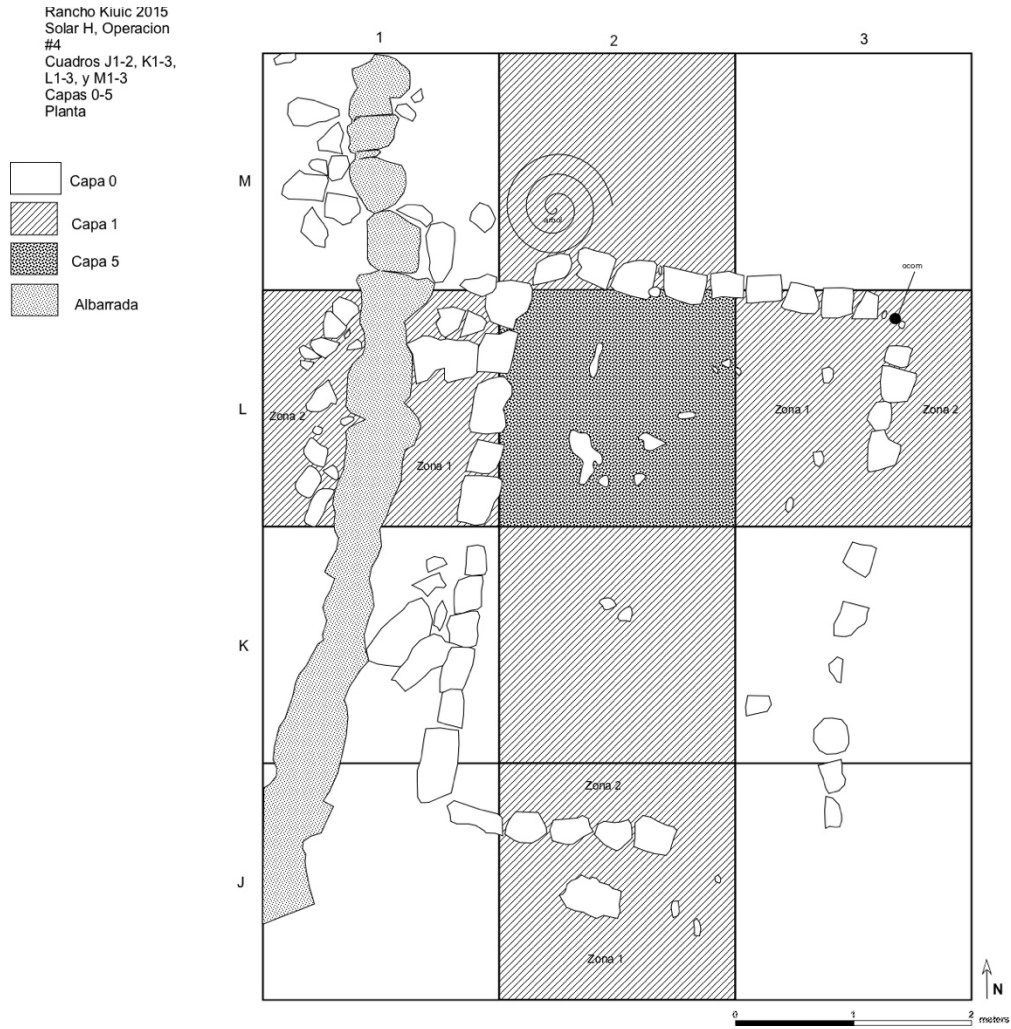 Rancho Kiuic 2015
Solar H, Operacion
#4
Cuadros J1-2, K1-3,
L1-3, y M1-3
Capas 0-5
Planta
Capa 0
Capa 1
Capa 5
Albarrada
1 2 3
M
arbol
ocom
L
Zona 2
Zona 1
Zona 1
Zona 2
K
Zona 2
J
Zona 1
N
0 1 2 meters